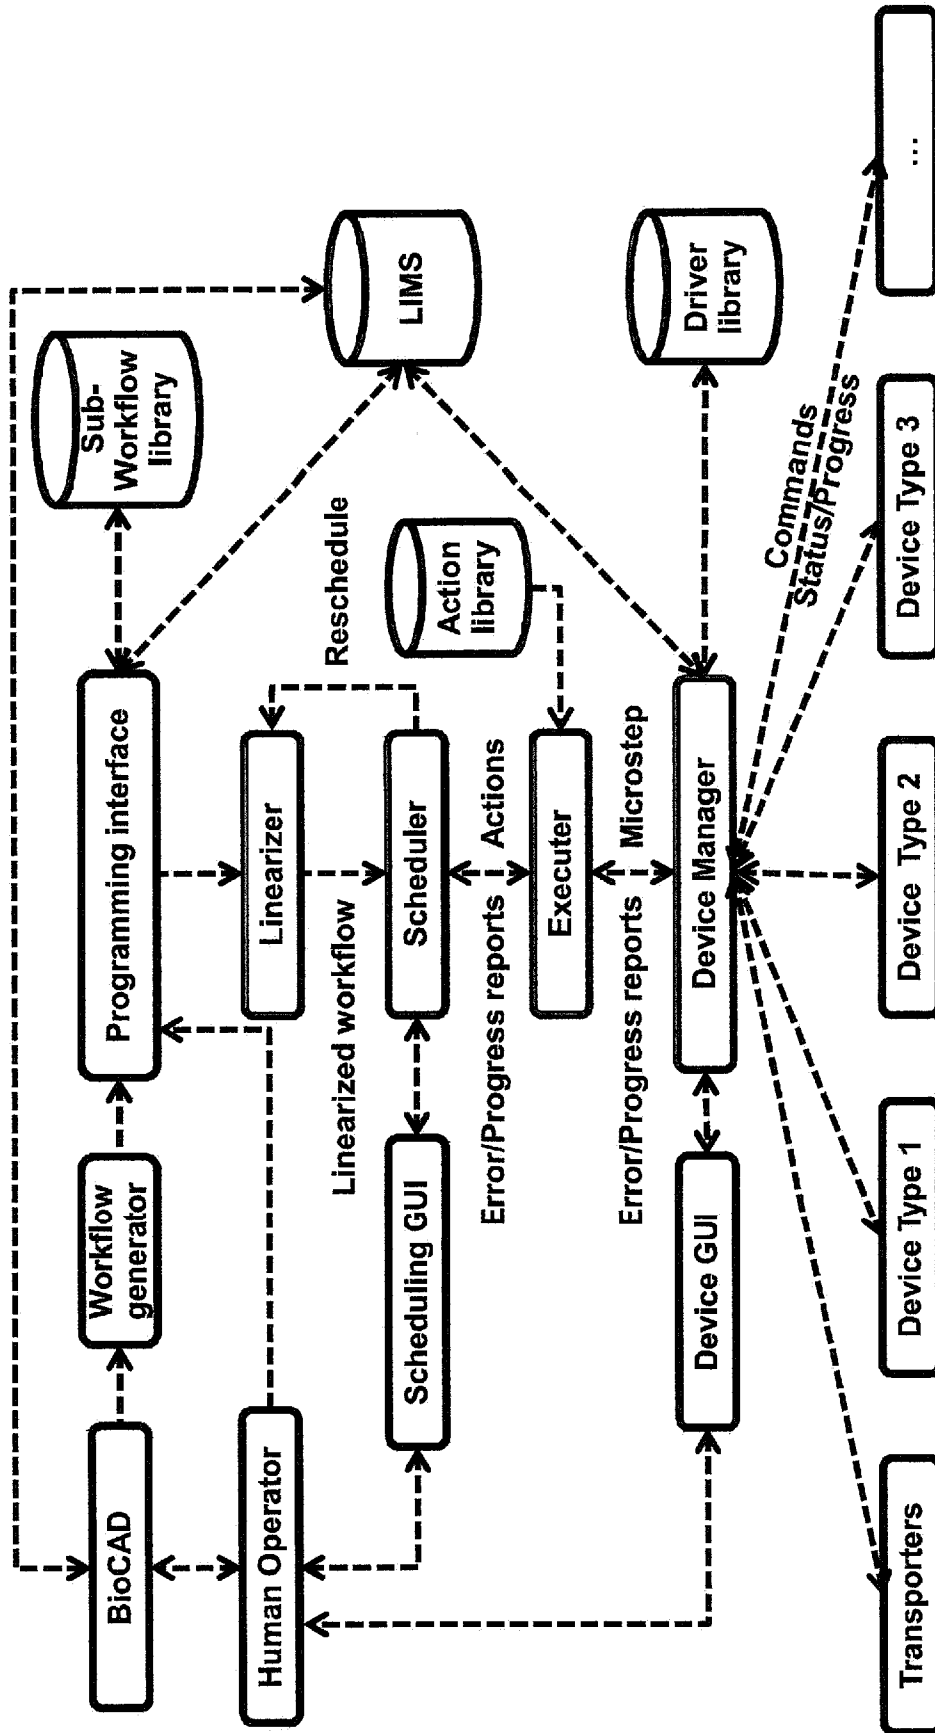 BioCAD
Workflow
generator
Programming interface
Sub-
Workflow
library
Human Operator
Linearizer
Linearized workflow
Reschedule
Scheduling GUI
Scheduler
LIMS
Error/Progress reports
Actions
Action
library
Executer
Error/Progress reports
Microstep
Device GUI
Device Manager
Driver
library
Commands
Status/Progress
Transporters
Device Type 1
Device Type 2
Device Type 3
...